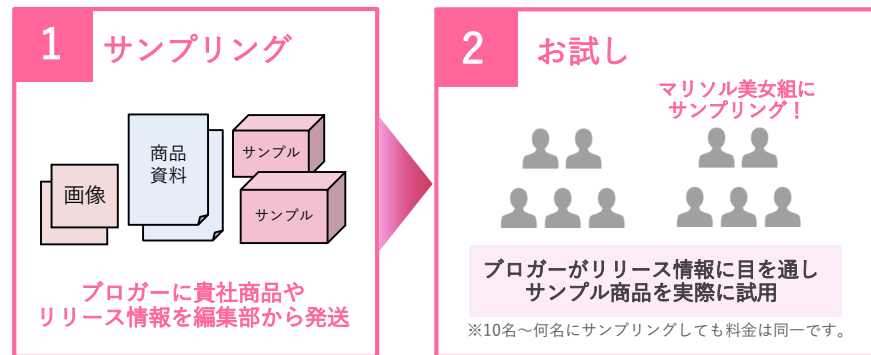 1 サンプリング
画像
商品
資料
サンプル
サンプル
ブロガーに貴社商品や
リリース情報を編集部から発送
2 お試し
マリソル美女組に
サンプリング！
ブロガーがリリース情報に目を通し
サンプル商品を実際に試用
※10名～何名にサンプリングしても料金は同一です。